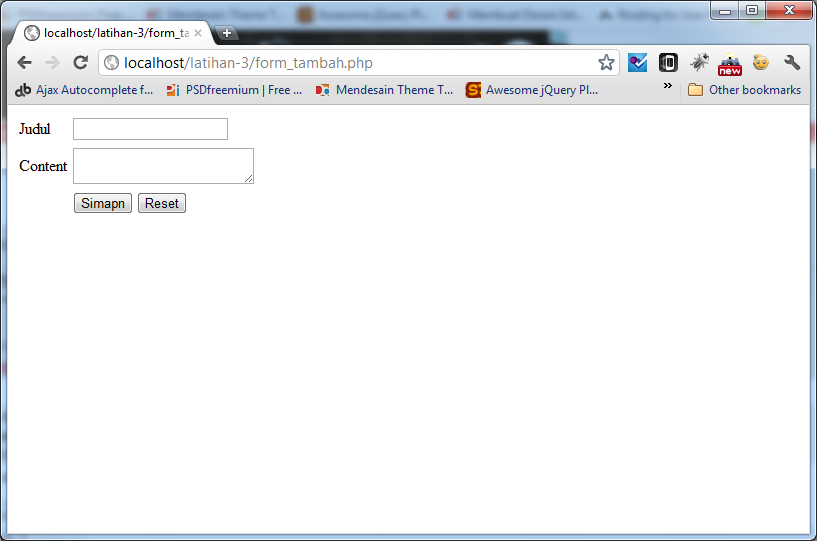 localhost/latihan-3/form_ta
localhost/latihan-3/form_tambah.php
new
Ajax Autocomplete f...
PSDfreemium | Free ...
Mendesain Theme T...
Awesome jQuery Pl...
»
Other bookmarks
Judul
Content
Simapn
Reset